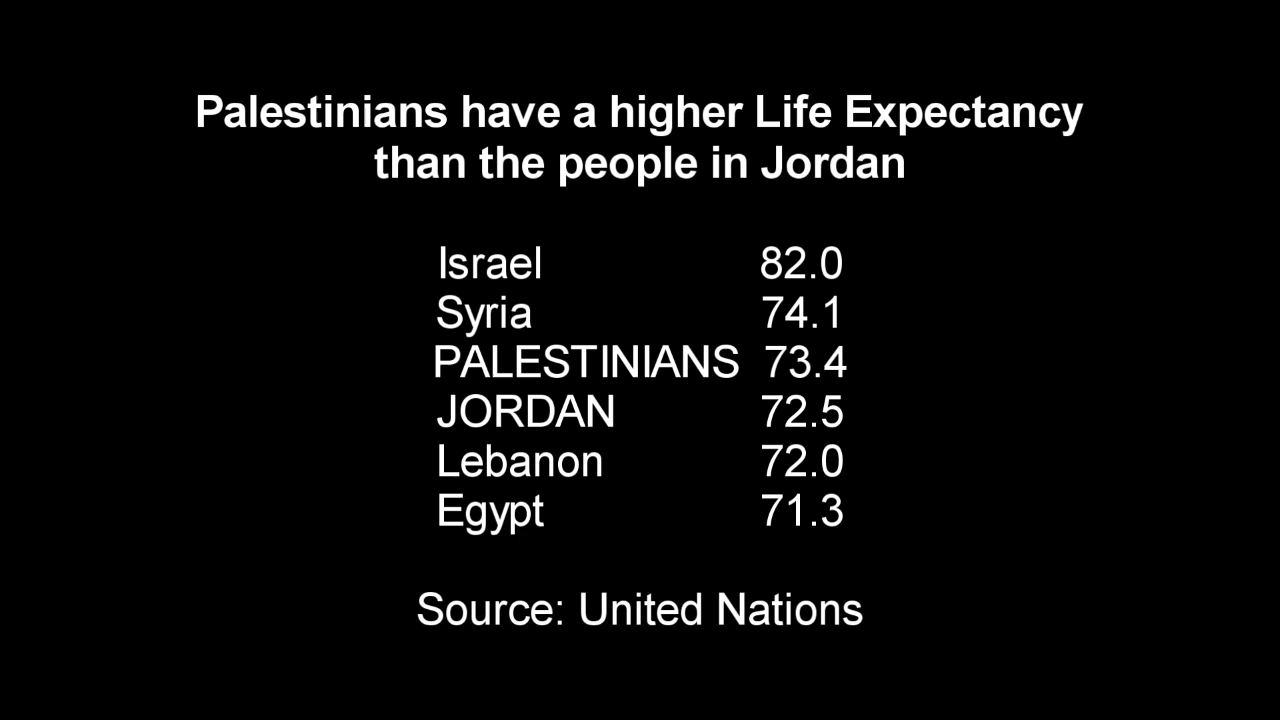 Palestinians have a higher Life Expectancy
than the people in Jordan
Israel 82.0
Syria 74.1
PALESTINIANS 73.4
JORDAN 72.5
Lebanon 72.0
Egypt 71.3
Source: United Nations